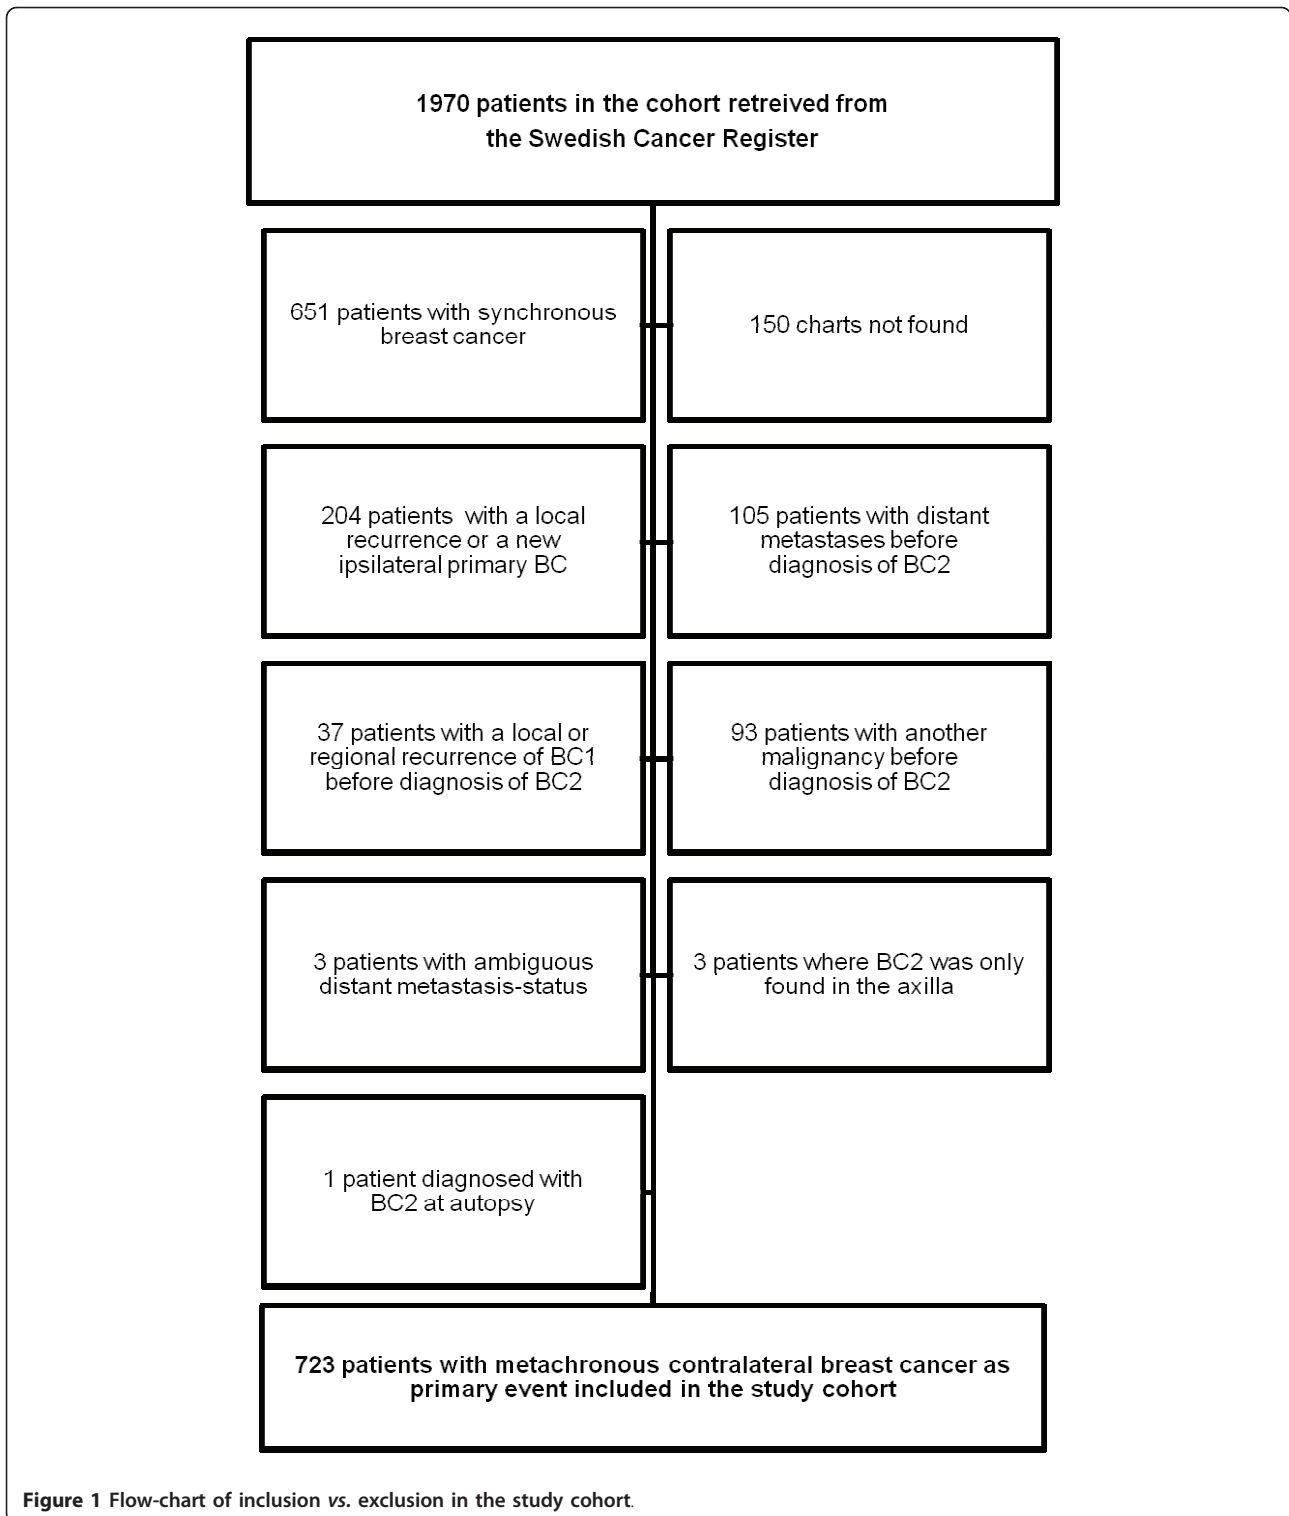 1970 patients in the cohort retreived from
the Swedish Cancer Register
651 patients with synchronous
breast cancer
150 charts not found
204 patients with a local
recurrence or a new
ipsilateral primary BC
105 patients with distant
metastases before
diagnosis of BC2
37 patients with a local or
regional recurrence of BC1
before diagnosis of BC2
93 patients with another
malignancy before
diagnosis of BC2
3 patients with ambiguous
distant metastasis-status
3 patients where BC2 was only
found in the axilla
1 patient diagnosed with
BC2 at autopsy
723 patients with metachronous contralateral breast cancer as
primary event included in the study cohort
Figure 1 Flow-chart of inclusion vs. exclusion in the study cohort.